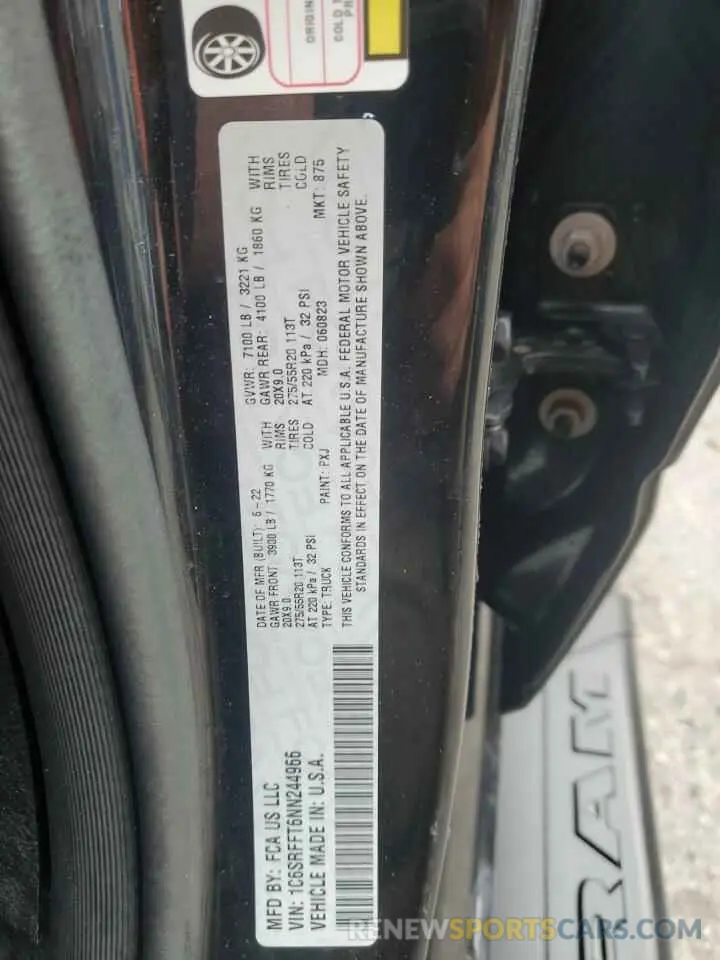 ORIGIN
COLD
MFD BY: FCA US LLC
VIN: 1C6SRFFT6NN244966
VEHICLE MADE IN: U.S.A.
DATE OF MFR (BUILT): 5-22
GVWR: 7100 LB / 3221 KG
GAWR FRONT: 3900 LB / 1770 KG WITH
GAWR REAR: 4100 LB / 1860 KG WITH
20X9.0 RIMS
20X9.0 RIMS
275/55R20 113T TIRES
275/55R20 113T TIRES
AT 220 kPa / 32 PSI COLD
AT 220 kPa / 32 PSI COLD
TYPE: TRUCK PAINT: PXJ MDH: 060823 MKT: 875
THIS VEHICLE CONFORMS TO ALL APPLICABLE U.S.A. FEDERAL MOTOR VEHICLE SAFETY
STANDARDS IN EFFECT ON THE DATE OF MANUFACTURE SHOWN ABOVE.
RAM
RENEWSPORTSCARS.COM